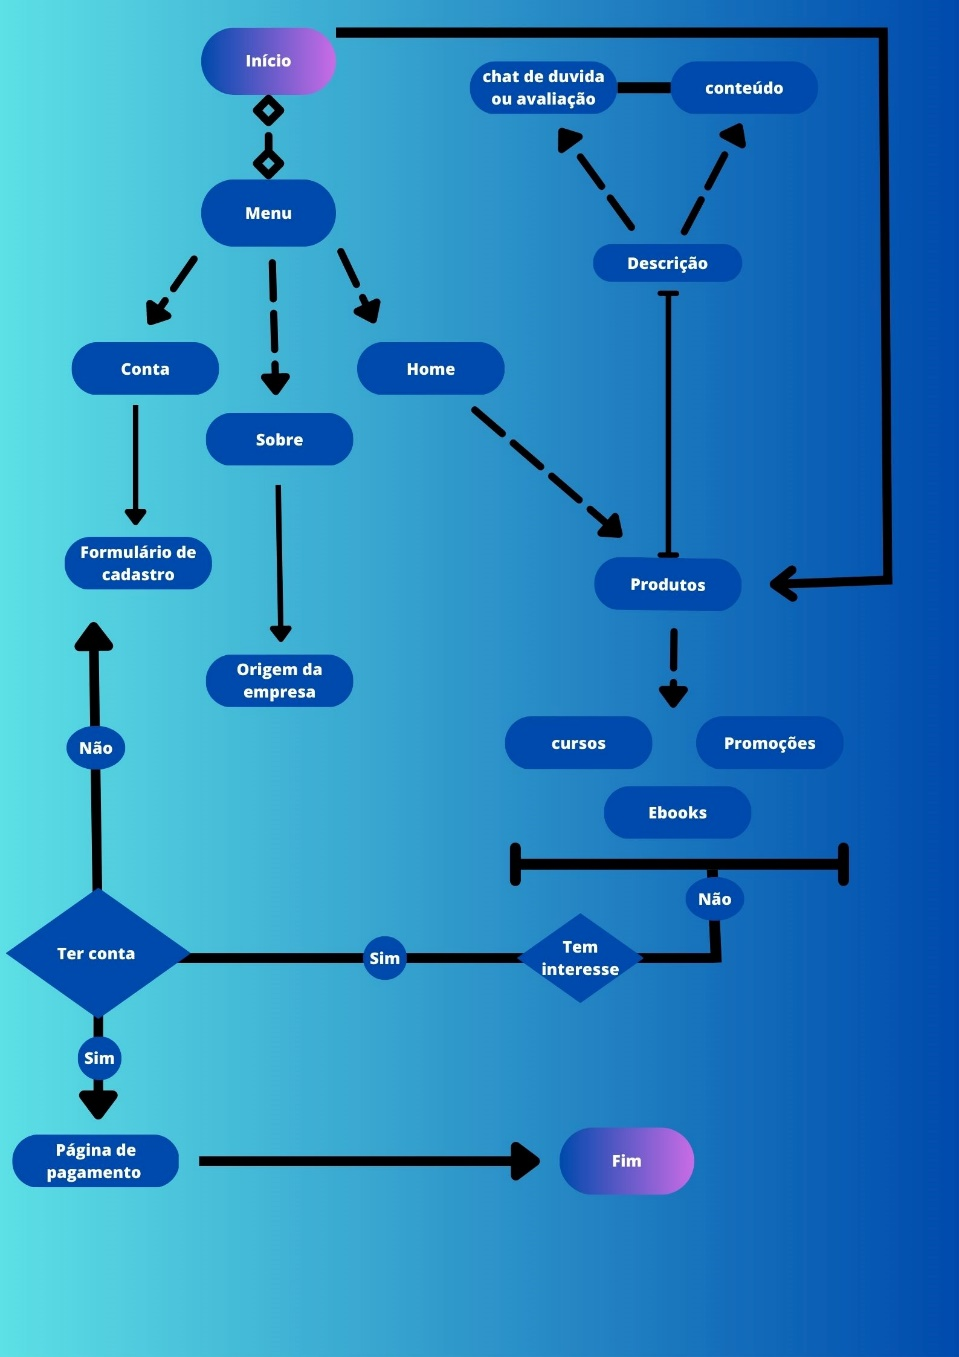 Início
chat de duvida
ou avaliação
conteúdo
Menu
Descrição
Conta
Home
Sobre
Formulário de
cadastro
Produtos
Origem da
empresa
cursos
Promoções
Não
Ebooks
Não
Ter conta
Sim
Tem
interesse
Sim
Página de
pagamento
Fim